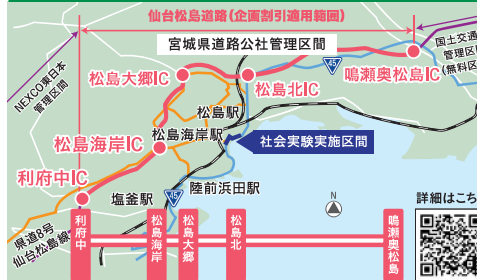 仙台松島道路(企画割引適用範囲)
宮城県道路公社管理区間
国土交通
管理区
(無料区
NEXCO東日本
管理区間
45
松島大郷IC
松島北IC
鳴瀬奥松島IC
松島駅
松島海岸IC
松島海岸駅
社会実験実施区間
利府中IC
塩釜駅
45
陸前浜田駅
県道8号
仙台松島線
N
詳細はこち
利府中
松島海岸
松島大郷
松島北
鳴瀬奥松島